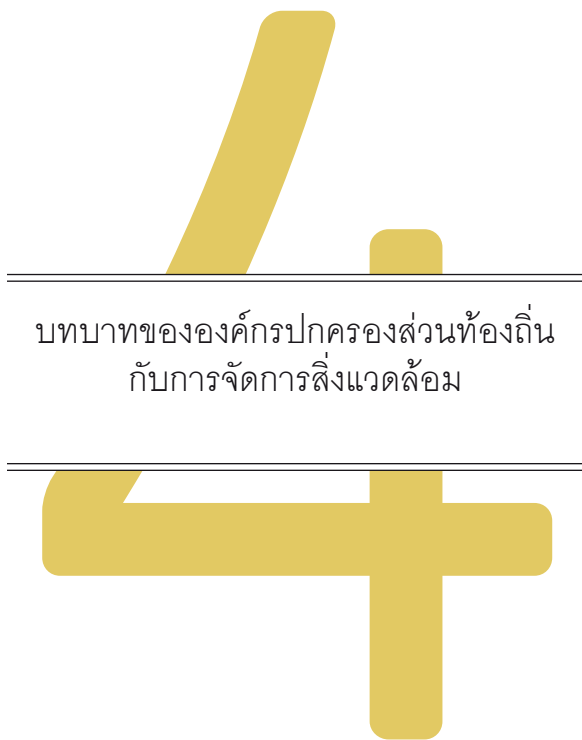 4
บทบาทขององค์กรปกครองส่วนท้องถิ่น
กับการจัดการสิ่งแวดล้อม